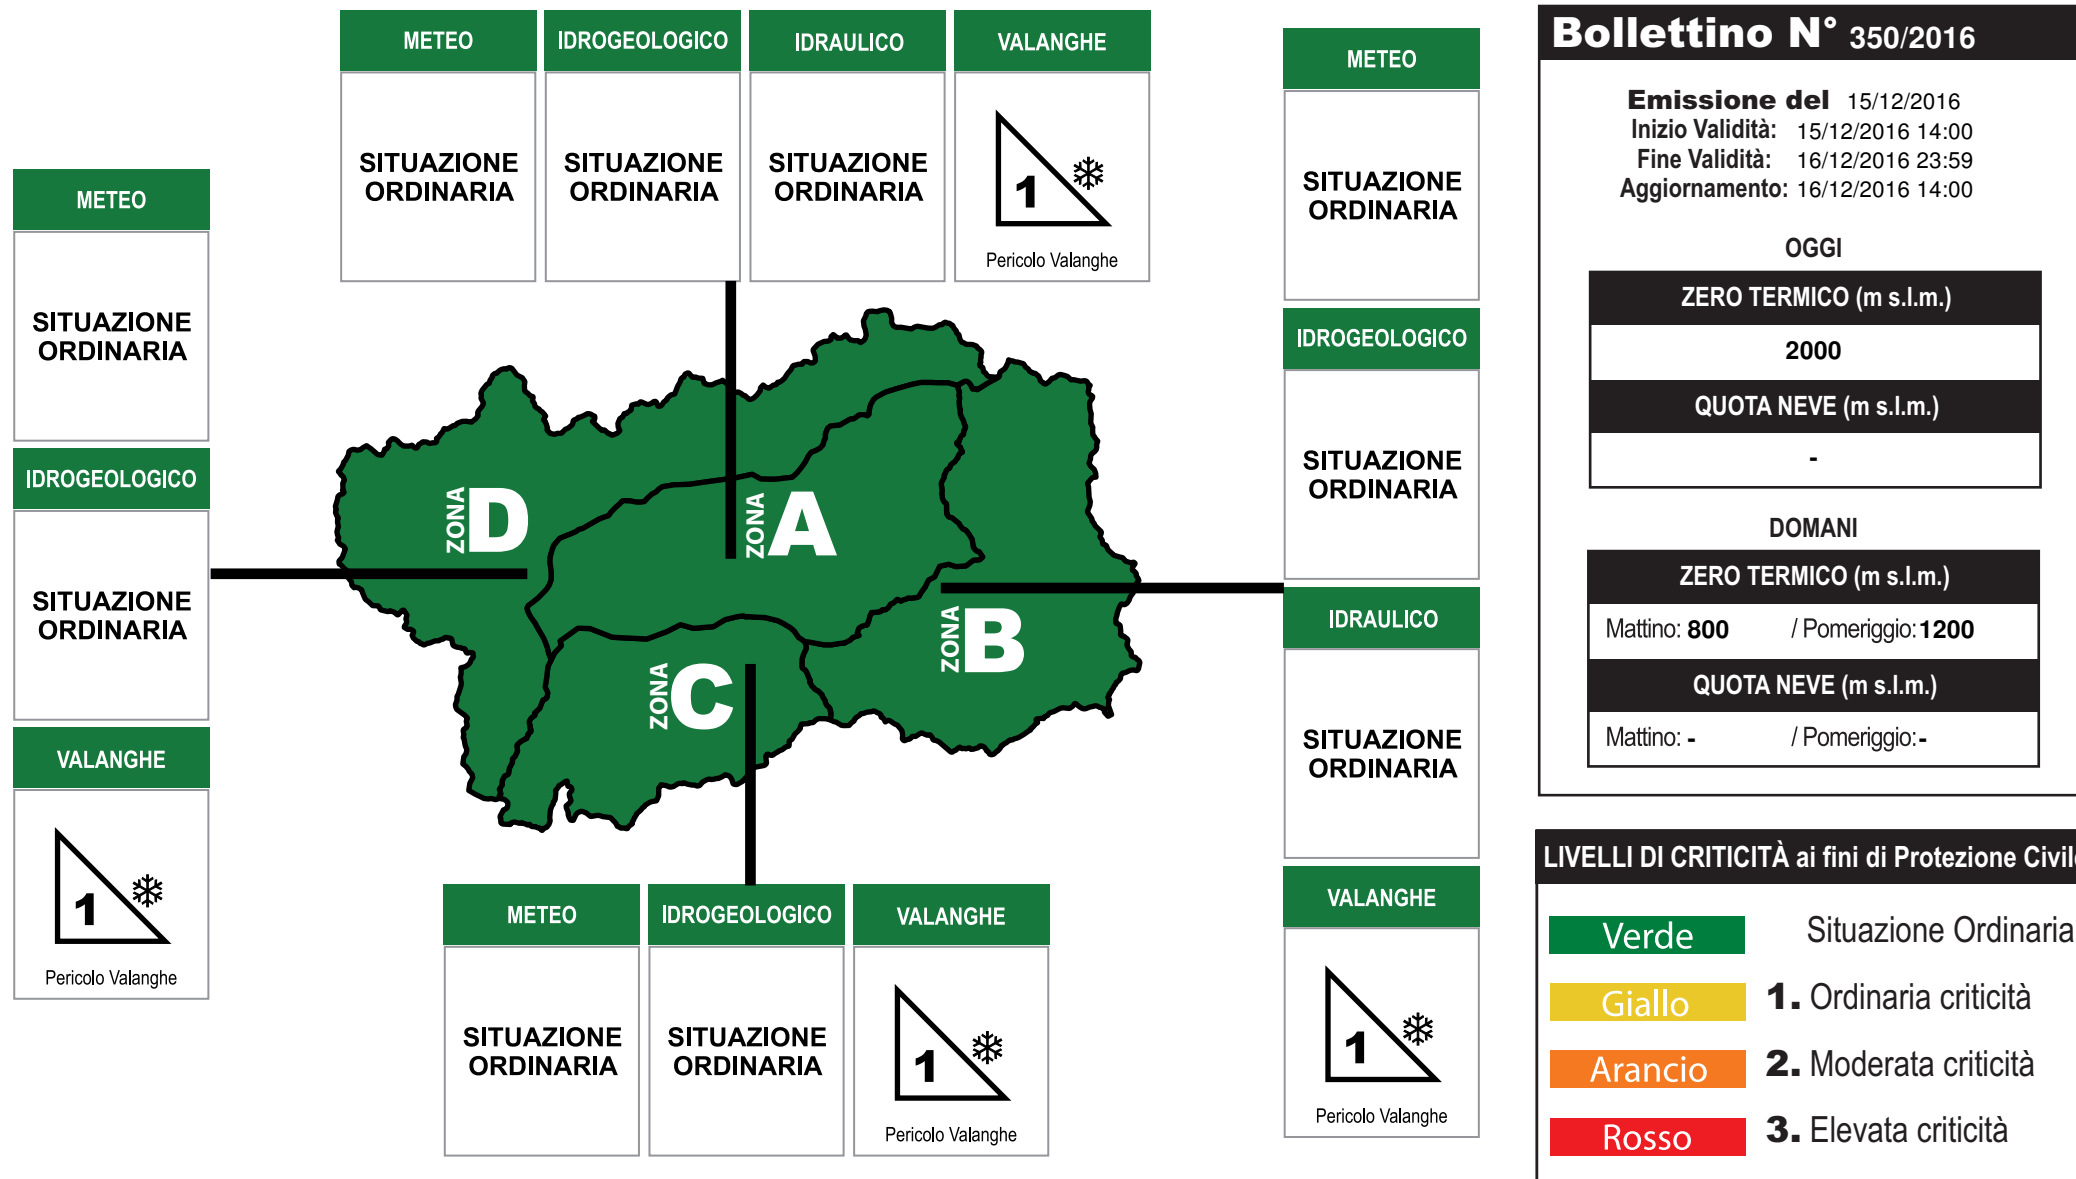 METEO
IDROGEOLOGICO
IDRAULICO
VALANGHE
SITUAZIONE
ORDINARIA
SITUAZIONE
ORDINARIA
SITUAZIONE
ORDINARIA
1
Pericolo Valanghe
METEO
SITUAZIONE
ORDINARIA
IDROGEOLOGICO
SITUAZIONE
ORDINARIA
VALANGHE
1
Pericolo Valanghe
ZONA D
ZONA A
ZONA B
ZONA C
METEO
IDROGEOLOGICO
VALANGHE
SITUAZIONE
ORDINARIA
SITUAZIONE
ORDINARIA
1
Pericolo Valanghe
METEO
SITUAZIONE
ORDINARIA
IDROGEOLOGICO
SITUAZIONE
ORDINARIA
IDRAULICO
SITUAZIONE
ORDINARIA
VALANGHE
1
Pericolo Valanghe
Bollettino N° 350/2016
Emissione del 15/12/2016
Inizio Validità: 15/12/2016 14:00
Fine Validità: 16/12/2016 23:59
Aggiornamento: 16/12/2016 14:00
OGGI
ZERO TERMICO (m s.l.m.)
2000
QUOTA NEVE (m s.l.m.)
-
DOMANI
ZERO TERMICO (m s.l.m.)
Mattino: 800 / Pomeriggio: 1200
QUOTA NEVE (m s.l.m.)
Mattino: - / Pomeriggio: -
LIVELLI DI CRITICITÀ ai fini di Protezione Civile
Verde Situazione Ordinaria
Giallo 1. Ordinaria criticità
Arancio 2. Moderata criticità
Rosso 3. Elevata criticità